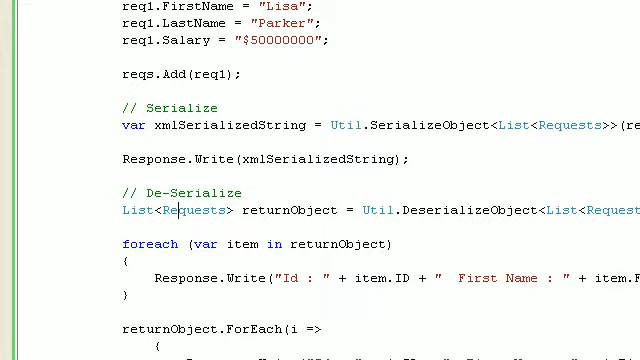 req1.FirstName = "Lisa";
req1.LastName = "Parker";
req1.Salary = "$50000000";
reqs.Add(req1);
// Serialize
var xmlSerializedString = Util.SerializeObject<List<Requests>>(re
Response.Write(xmlSerializedString);
// De-Serialize
List<Requests> returnObject = Util.DeserializeObject<List<Request
foreach (var item in returnObject)
{
Response.Write("Id : " + item.ID + "  First Name : " + item.F
}
returnObject.ForEach(i =>
{